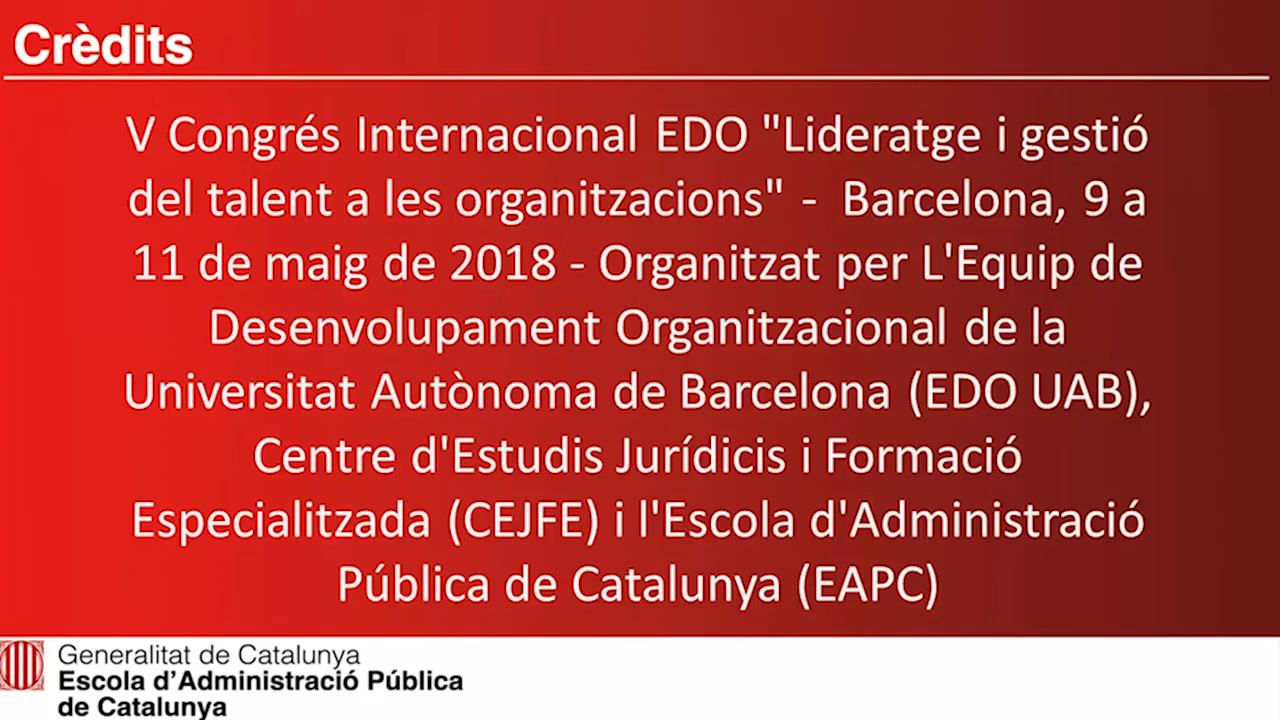 Crèdits
V Congrés Internacional EDO "Lideratge i gestió
del talent a les organitzacions" - Barcelona, 9 a
11 de maig de 2018 - Organitzat per L'Equip de
Desenvolupament Organitzacional de la
Universitat Autònoma de Barcelona (EDO UAB),
Centre d'Estudis Jurídicis i Formació
Especialitzada (CEJFE) i l'Escola d'Administració
Pública de Catalunya (EAPC)
Generalitat de Catalunya
Escola d'Administració Pública
de Catalunya